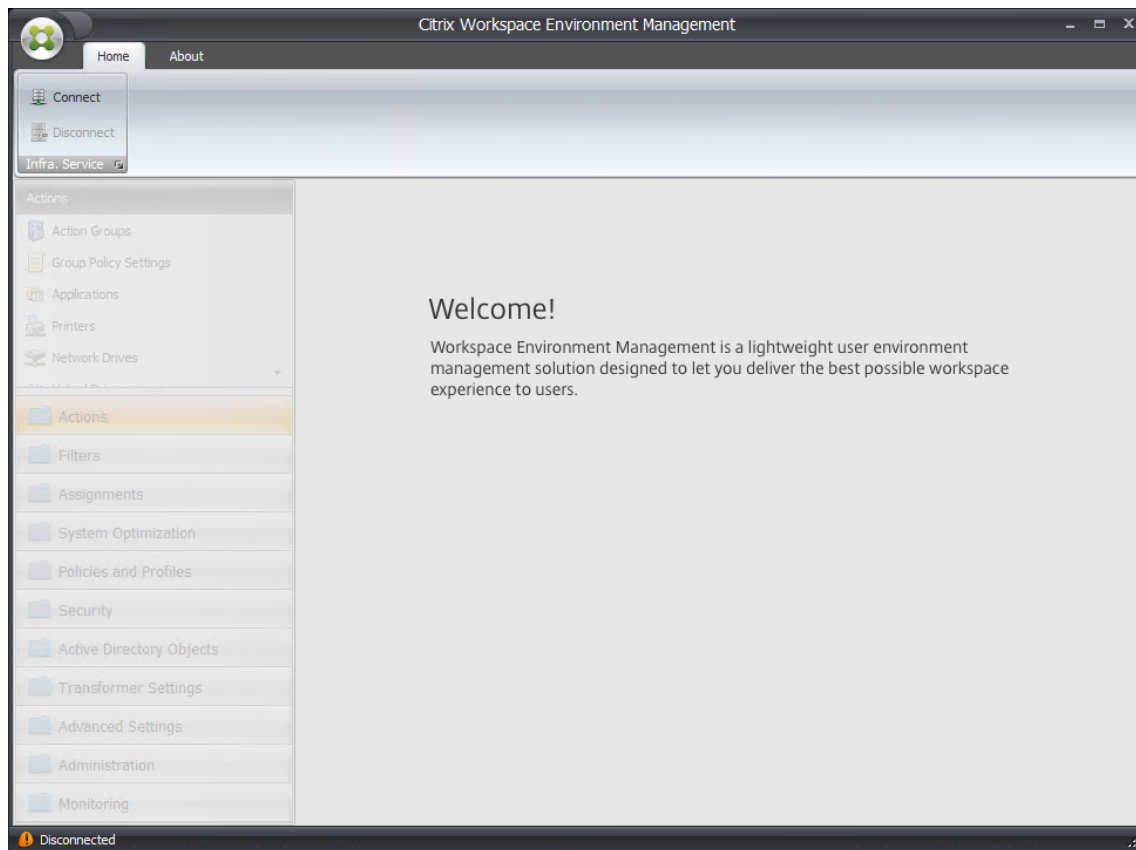 Citrix Workspace Environment Management
Home About
Connect
Disconnect
Infra. Service
Actions
Action Groups
Group Policy Settings
Applications
Printers
Network Drives
Actions
Filters
Assignments
System Optimization
Policies and Profiles
Security
Active Directory Objects
Transformer Settings
Advanced Settings
Administration
Monitoring
Welcome!
Workspace Environment Management is a lightweight user environment
management solution designed to let you deliver the best possible workspace
experience to users.
Disconnected